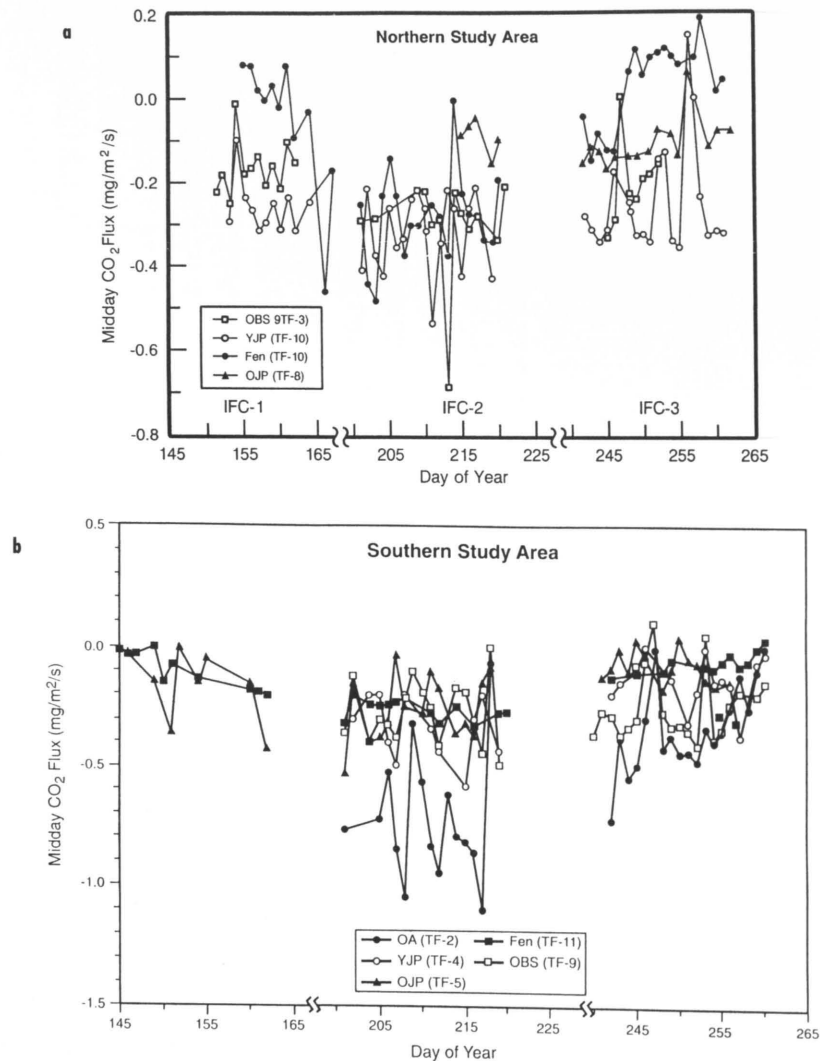 a
Northern Study Area
0.2
0.0
-0.2
-0.4
-0.6
-0.8
Midday CO2 Flux (mg/m2/s)
OBS 9TF-3)
YJP (TF-10)
Fen (TF-10)
OJP (TF-8)
IFC-1
IFC-2
IFC-3
145 155 165 205 215 225 245 255 265
Day of Year
b
Southern Study Area
0.5
0.0
-0.5
-1.0
-1.5
Midday CO2 Flux (mg/m2/s)
OA (TF-2)
YJP (TF-4)
OJP (TF-5)
Fen (TF-11)
OBS (TF-9)
145 155 165 205 215 225 245 255 265
Day of Year